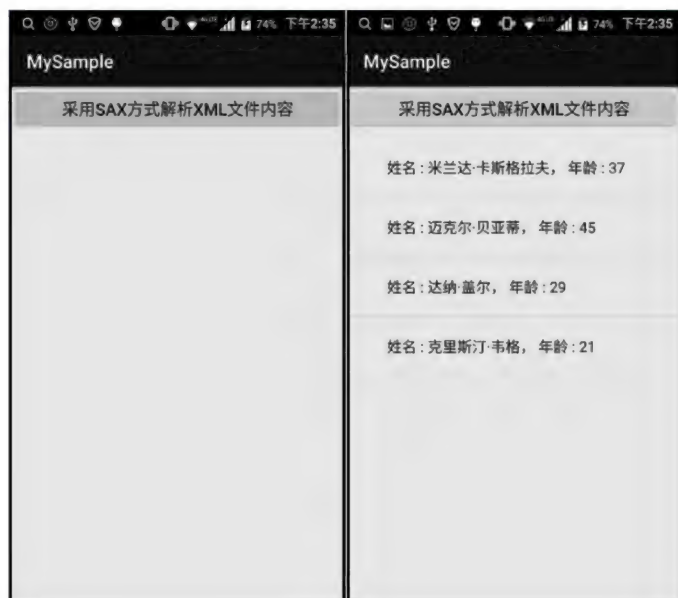 74% 下午2:35
MySample
采用SAX方式解析XML文件内容
74% 下午2:35
MySample
采用SAX方式解析XML文件内容
姓名 : 米兰达·卡斯格拉夫， 年龄 : 37
姓名 : 迈克尔·贝亚蒂， 年龄 : 45
姓名 : 达纳·盖尔， 年龄 : 29
姓名 : 克里斯汀·韦格， 年龄 : 21